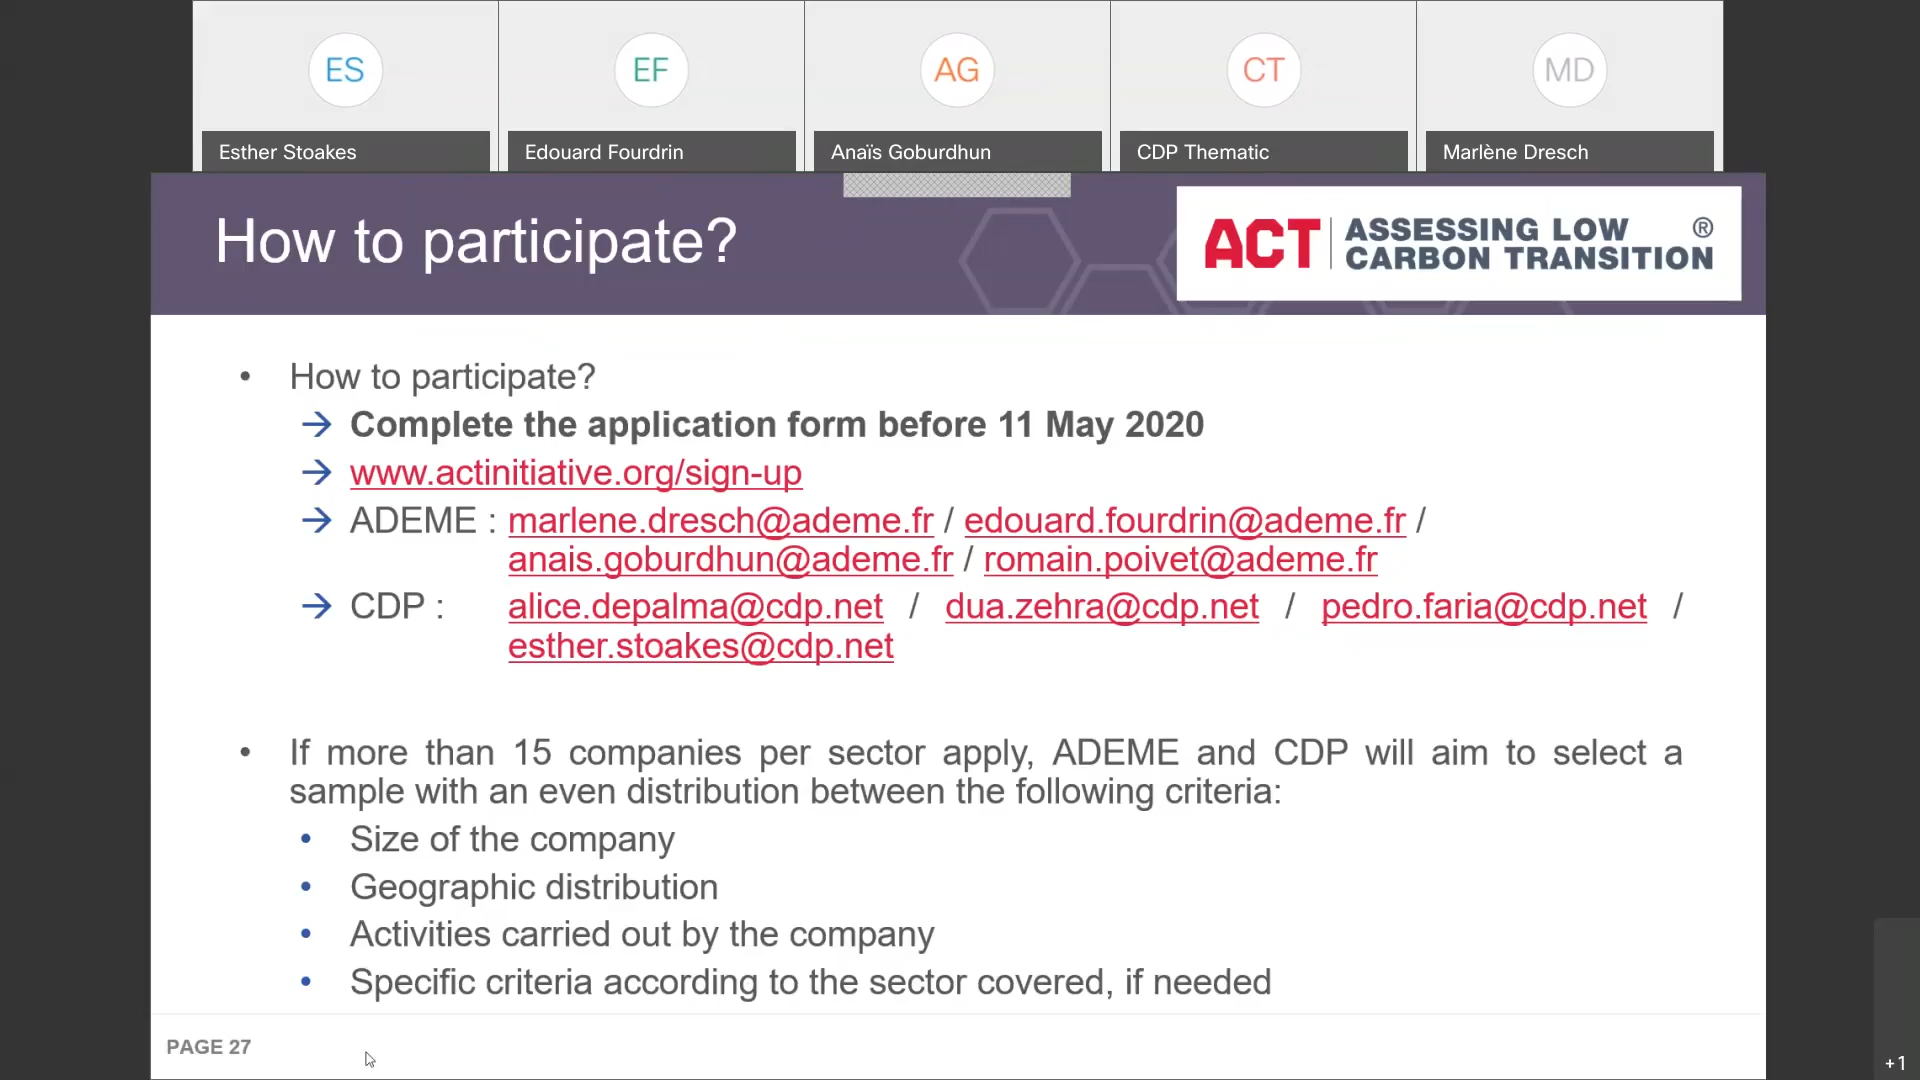 ES
EF
AG
CT
MD
Esther Stoakes
Edouard Fourdrin
Anaïs Goburdhun
CDP Thematic
Marlène Dresch
How to participate?
ACT
ASSESSING LOW ®
CARBON TRANSITION
• How to participate?
→ Complete the application form before 11 May 2020
→ www.actinitiative.org/sign-up
→ ADEME : marlene.dresch@ademe.fr / edouard.fourdrin@ademe.fr /
anais.goburdhun@ademe.fr / romain.poivet@ademe.fr
→ CDP : alice.depalma@cdp.net / dua.zehra@cdp.net / pedro.faria@cdp.net /
esther.stoakes@cdp.net
• If more than 15 companies per sector apply, ADEME and CDP will aim to select a
sample with an even distribution between the following criteria:
• Size of the company
• Geographic distribution
• Activities carried out by the company
• Specific criteria according to the sector covered, if needed
PAGE 27
+1